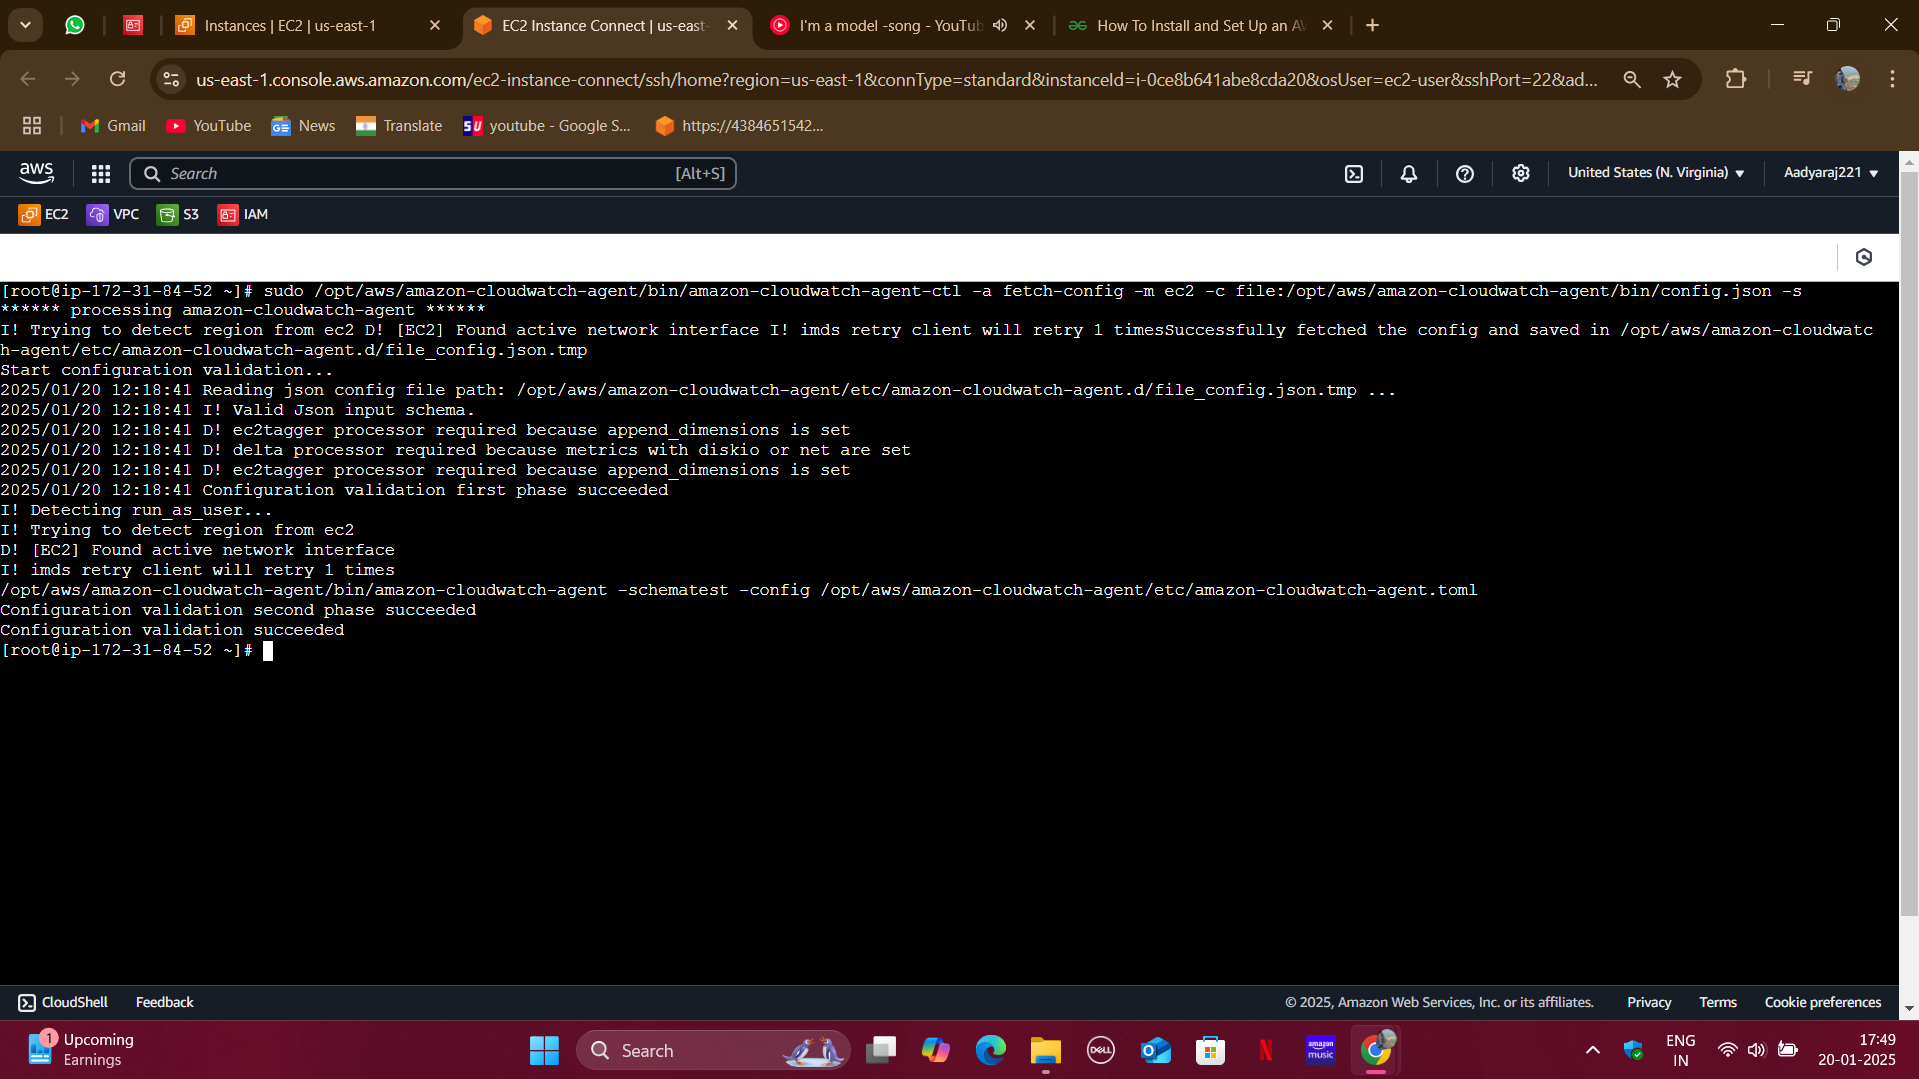 Instances | EC2 | us-east-1
EC2 Instance Connect | us-east-
I'm a model -song - YouTub
How To Install and Set Up an A
us-east-1.console.aws.amazon.com/ec2-instance-connect/ssh/home?region=us-east-1&connType=standard&instanceId=i-0ce8b641abe8cda20&osUser=ec2-user&sshPort=22&ad...
Gmail
YouTube
News
Translate
youtube - Google S...
https://4384651542...
aws
Search
[Alt+S]
United States (N. Virginia)
Aadyaraj221
EC2
VPC
S3
IAM
[root@ip-172-31-84-52 ~]# sudo /opt/aws/amazon-cloudwatch-agent/bin/amazon-cloudwatch-agent-ctl -a fetch-config -m ec2 -c file:/opt/aws/amazon-cloudwatch-agent/bin/config.json -s
****** processing amazon-cloudwatch-agent ******
I! Trying to detect region from ec2 D! [EC2] Found active network interface I! imds retry client will retry 1 timesSuccessfully fetched the config and saved in /opt/aws/amazon-cloudwatc
h-agent/etc/amazon-cloudwatch-agent.d/file_config.json.tmp
Start configuration validation...
2025/01/20 12:18:41 Reading json config file path: /opt/aws/amazon-cloudwatch-agent/etc/amazon-cloudwatch-agent.d/file_config.json.tmp ...
2025/01/20 12:18:41 I! Valid Json input schema.
2025/01/20 12:18:41 D! ec2tagger processor required because append_dimensions is set
2025/01/20 12:18:41 D! delta processor required because metrics with diskio or net are set
2025/01/20 12:18:41 D! ec2tagger processor required because append_dimensions is set
2025/01/20 12:18:41 Configuration validation first phase succeeded
I! Detecting run_as_user...
I! Trying to detect region from ec2
D! [EC2] Found active network interface
I! imds retry client will retry 1 times
/opt/aws/amazon-cloudwatch-agent/bin/amazon-cloudwatch-agent -schematest -config /opt/aws/amazon-cloudwatch-agent/etc/amazon-cloudwatch-agent.toml
Configuration validation second phase succeeded
Configuration validation succeeded
[root@ip-172-31-84-52 ~]#
CloudShell
Feedback
© 2025, Amazon Web Services, Inc. or its affiliates.
Privacy
Terms
Cookie preferences
1
Upcoming
Earnings
Search
DELL
amazon
music
ENG
IN
17:49
20-01-2025